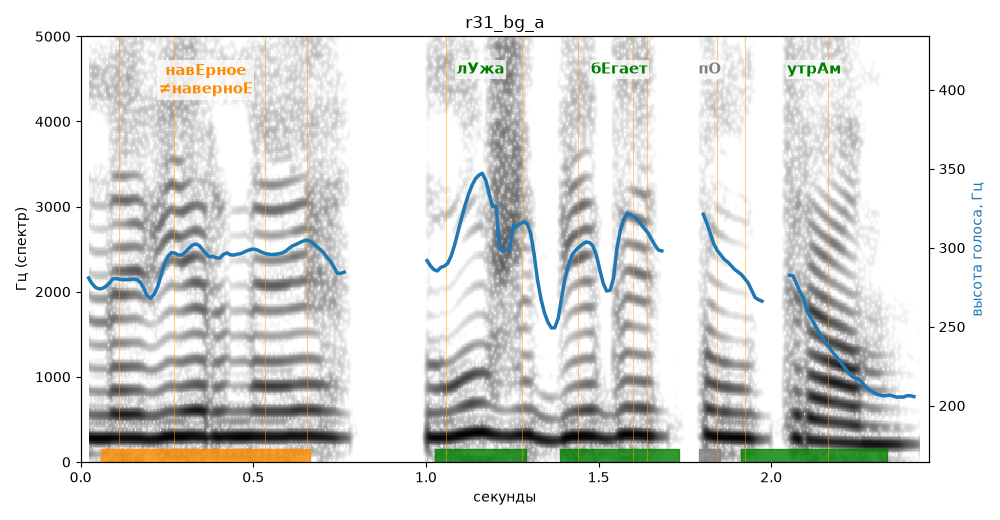 r31_bg_a
5000
4000
3000
2000
1000
0
Гц (спектр)
навЕрное
≠наверноЕ
лУжа
бЕгает
пО
утрАм
400
350
300
250
200
высота голоса, Гц
0.0
0.5
1.0
1.5
2.0
секунды